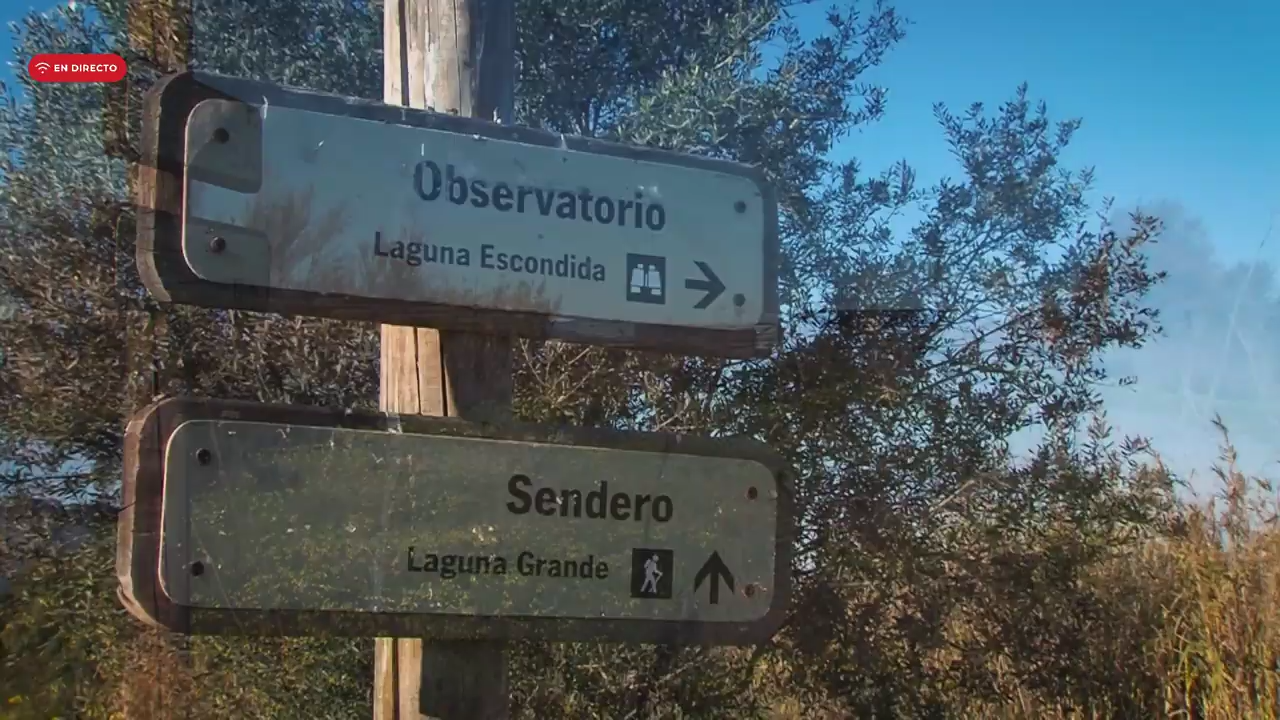 EN DIRECTO
Observatorio
Laguna Escondida
Sendero
Laguna Grande